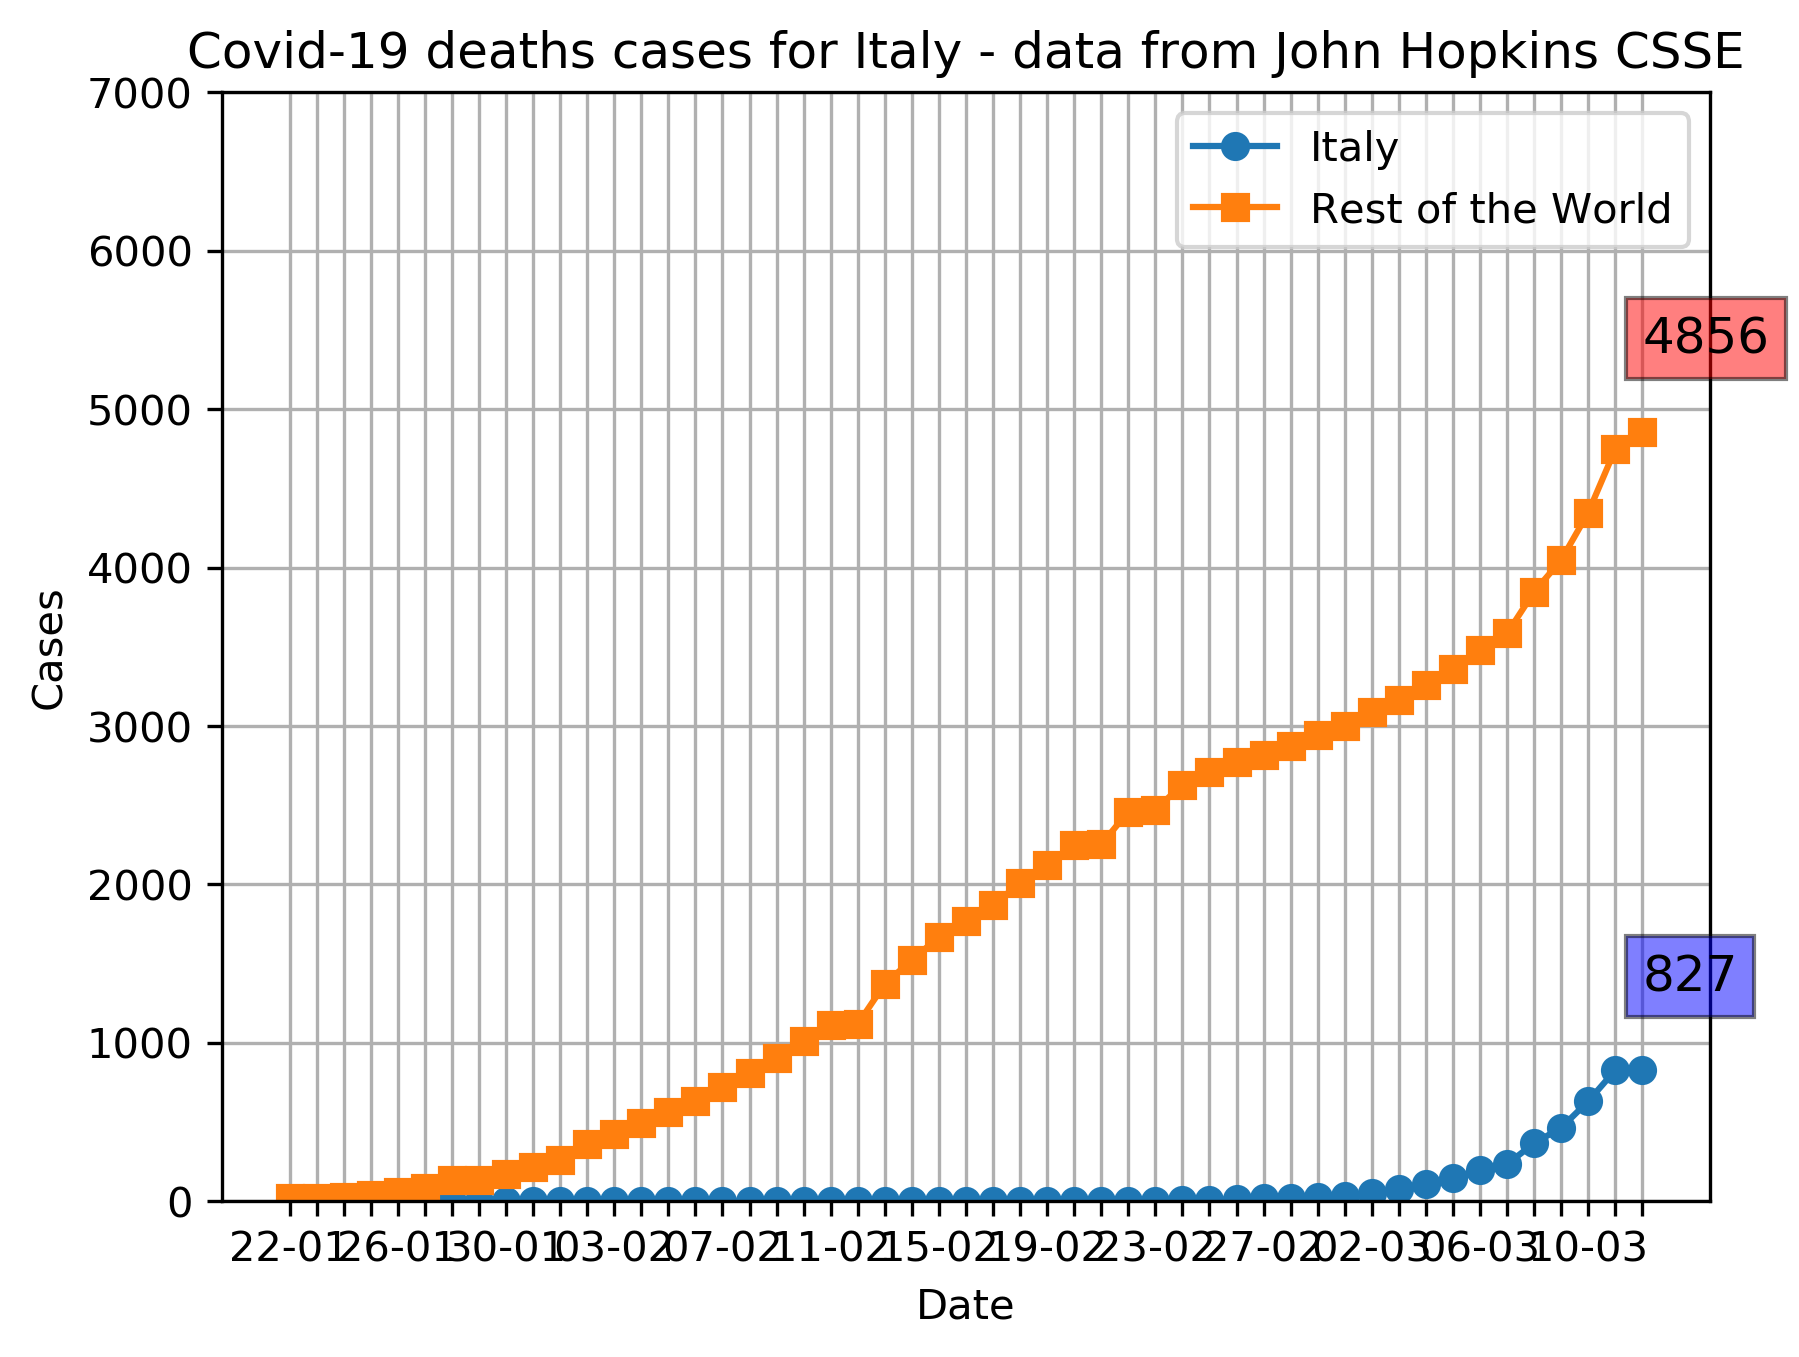 Covid-19 deaths cases for Italy - data from John Hopkins CSSE
7000
6000
5000
4000
3000
2000
1000
0
Cases
Italy
Rest of the World
4856
827
22-01 26-01 30-01 03-02 07-02 11-02 15-02 19-02 23-02 27-02 02-03 06-03 10-03
Date